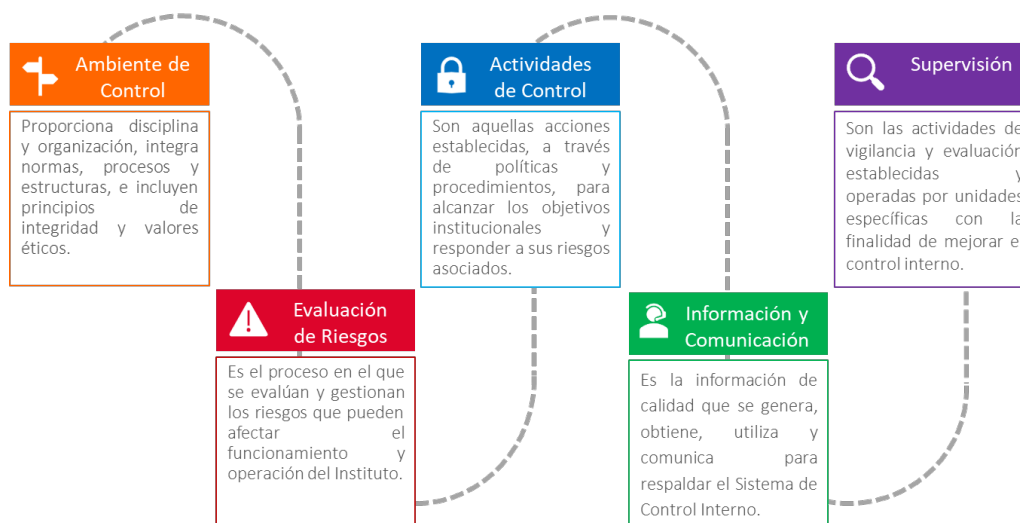 Ambiente de
Control
Proporciona disciplina
y organización, integra
normas, procesos y
estructuras, e incluyen
principios de
integridad y valores
éticos.
Evaluación
de Riesgos
Es el proceso en el que
se evalúan y gestionan
los riesgos que pueden
afectar el
funcionamiento y
operación del Instituto.
Actividades
de Control
Son aquellas acciones
establecidas, a través
de políticas y
procedimientos, para
alcanzar los objetivos
institucionales y
responder a sus riesgos
asociados.
Información y
Comunicación
Es la información de
calidad que se genera,
obtiene, utiliza y
comunica para
respaldar el Sistema de
Control Interno.
Supervisión
Son las actividades de
vigilancia y evaluación
establecidas y
operadas por unidades
específicas con la
finalidad de mejorar e
control interno.